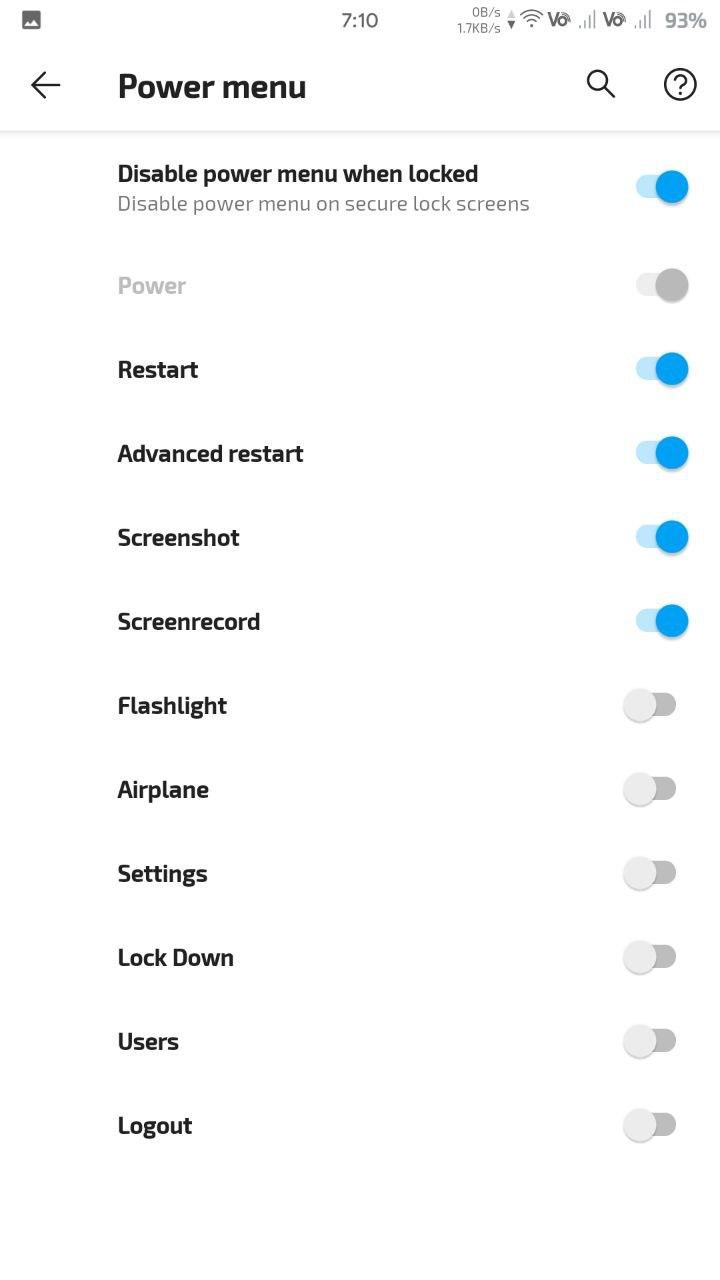 7:10
0B/s
1.7KB/s
Vo
Vo
93%
Power menu
Disable power menu when locked
Disable power menu on secure lock screens
Power
Restart
Advanced restart
Screenshot
Screenrecord
Flashlight
Airplane
Settings
Lock Down
Users
Logout